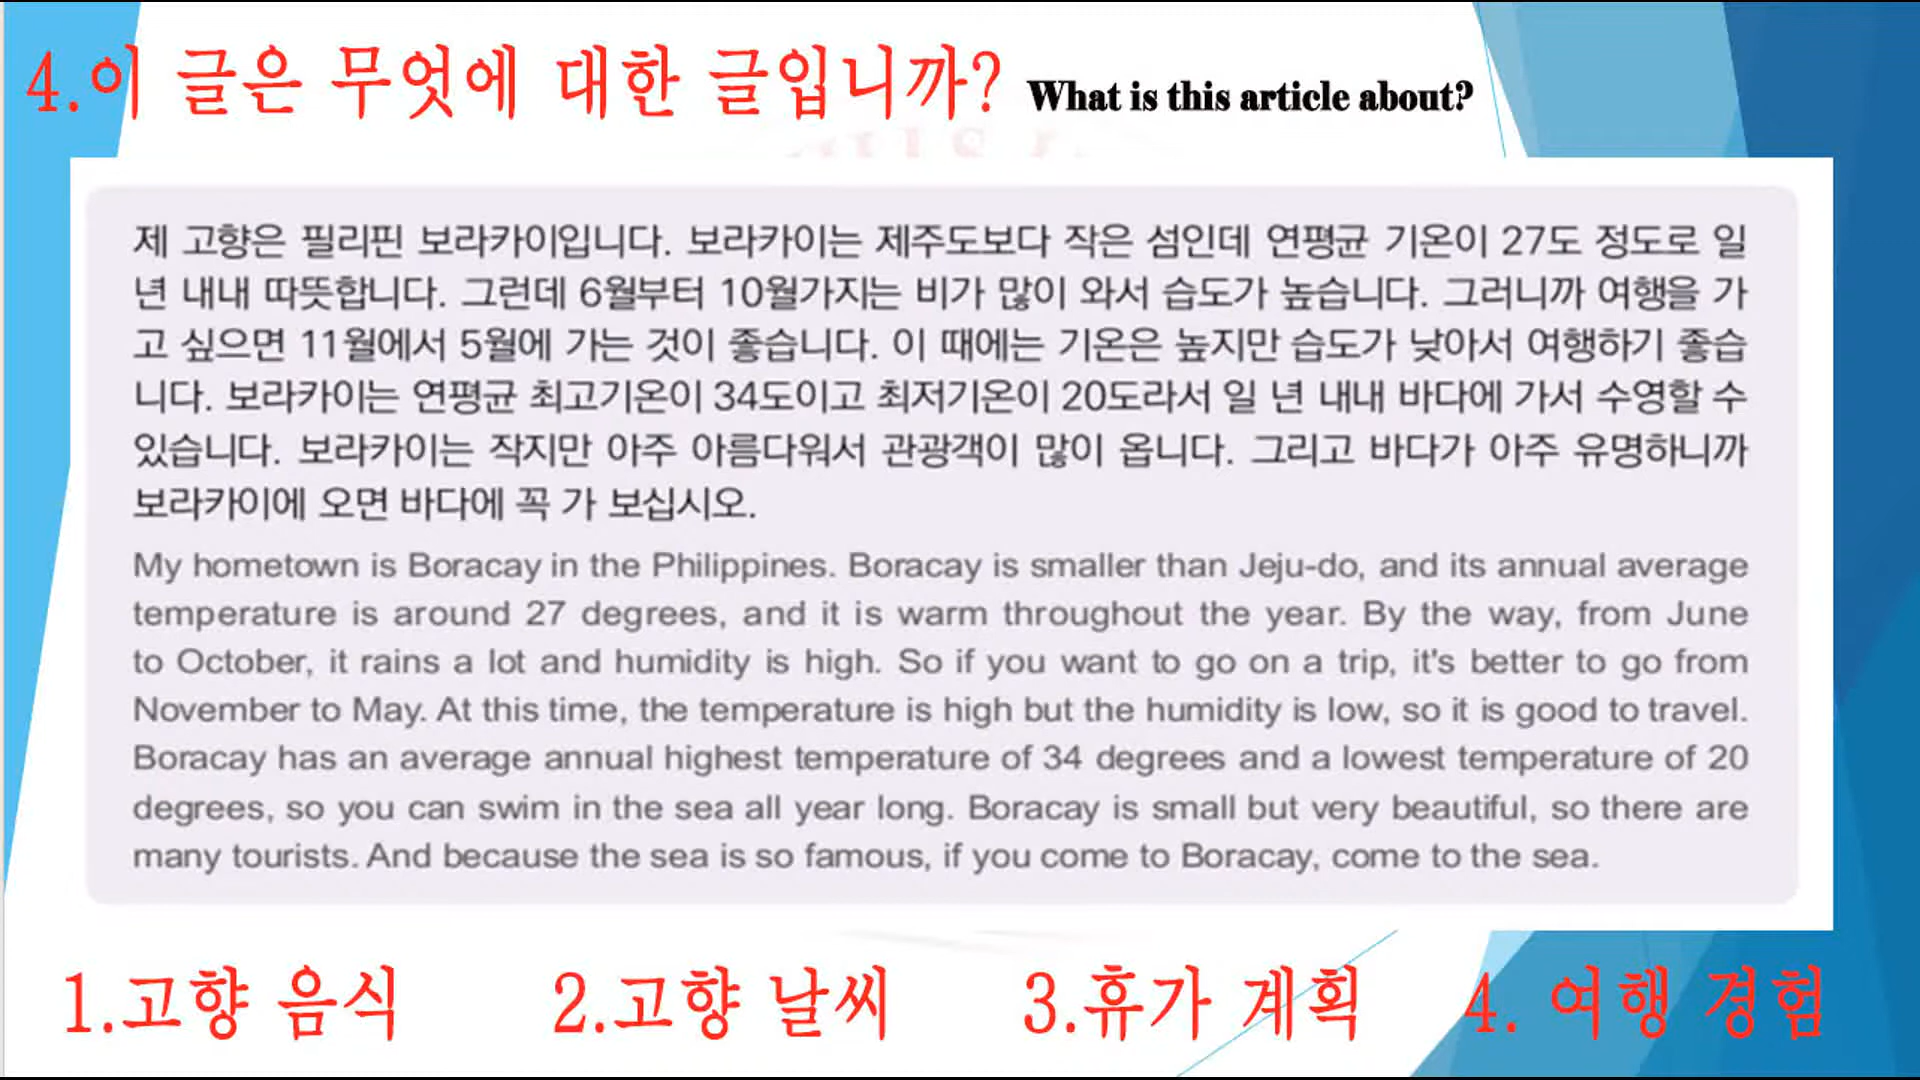 4.이 글은 무엇에 대한 글입니까? What is this article about?
제 고향은 필리핀 보라카이입니다. 보라카이는 제주도보다 작은 섬인데 연평균 기온이 27도 정도로 일
년 내내 따뜻합니다. 그런데 6월부터 10월가지는 비가 많이 와서 습도가 높습니다. 그러니까 여행을 가
고 싶으면 11월에서 5월에 가는 것이 좋습니다. 이 때에는 기온은 높지만 습도가 낮아서 여행하기 좋습
니다. 보라카이는 연평균 최고기온이 34도이고 최저기온이 20도라서 일 년 내내 바다에 가서 수영할 수
있습니다. 보라카이는 작지만 아주 아름다워서 관광객이 많이 옵니다. 그리고 바다가 아주 유명하니까
보라카이에 오면 바다에 꼭 가 보십시오.
My hometown is Boracay in the Philippines. Boracay is smaller than Jeju-do, and its annual average
temperature is around 27 degrees, and it is warm throughout the year. By the way, from June
to October, it rains a lot and humidity is high. So if you want to go on a trip, it's better to go from
November to May. At this time, the temperature is high but the humidity is low, so it is good to travel.
Boracay has an average annual highest temperature of 34 degrees and a lowest temperature of 20
degrees, so you can swim in the sea all year long. Boracay is small but very beautiful, so there are
many tourists. And because the sea is so famous, if you come to Boracay, come to the sea.
1.고향 음식 2.고향 날씨 3.휴가 계획 4. 여행 경험